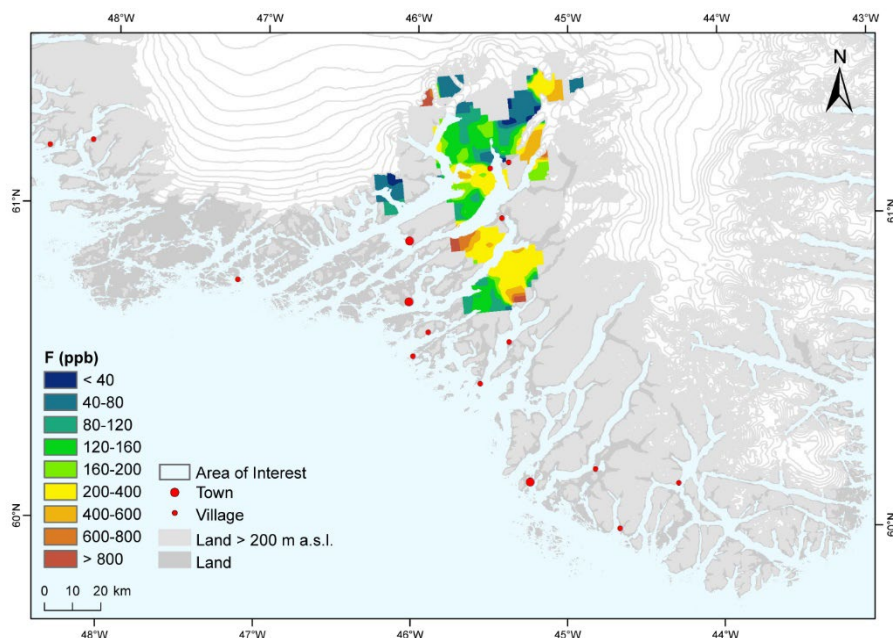 48°W 47°W 46°W 45°W 44°W 43°W
N
61°N 61°N
F (ppb)
< 40
40-80
80-120
120-160
160-200
200-400
400-600
600-800
> 800
Area of Interest
Town
Village
Land > 200 m a.s.l.
Land
60°N 60°N
0 10 20 km
48°W 47°W 46°W 45°W 44°W